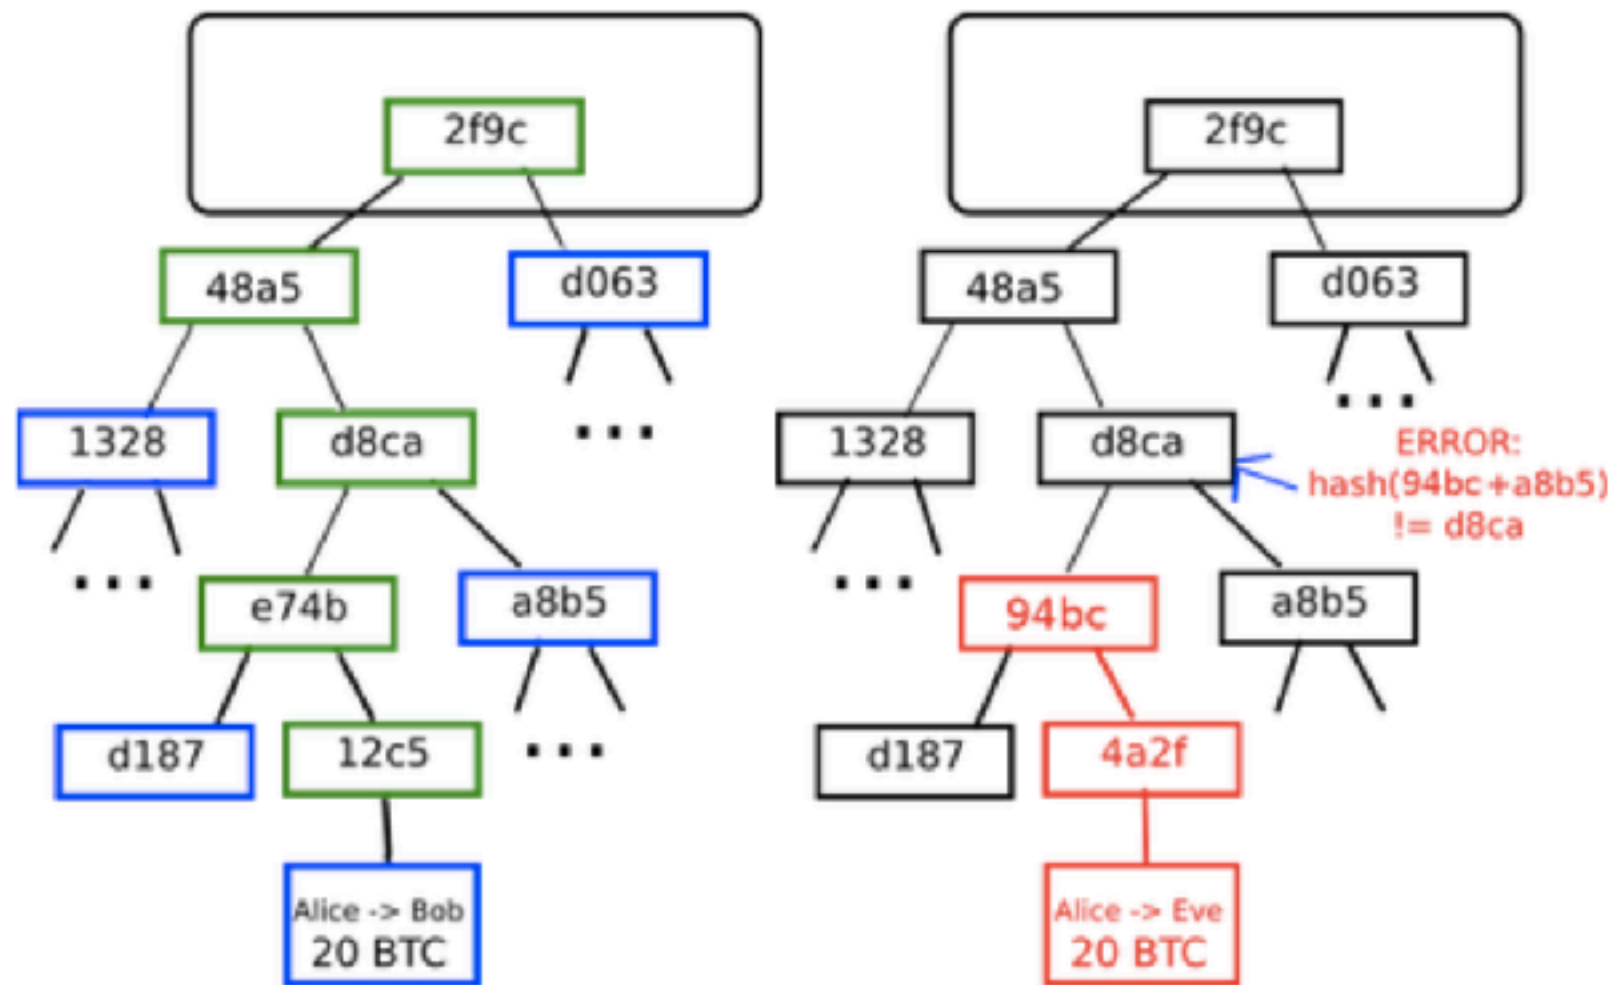 2f9c
48a5
d063
1328
d8ca
...
...
e74b
a8b5
d187
12c5
...
Alice -> Bob
20 BTC
2f9c
48a5
d063
...
1328
d8ca
ERROR:
hash(94bc+a8b5)
!= d8ca
...
94bc
a8b5
d187
4a2f
Alice -> Eve
20 BTC